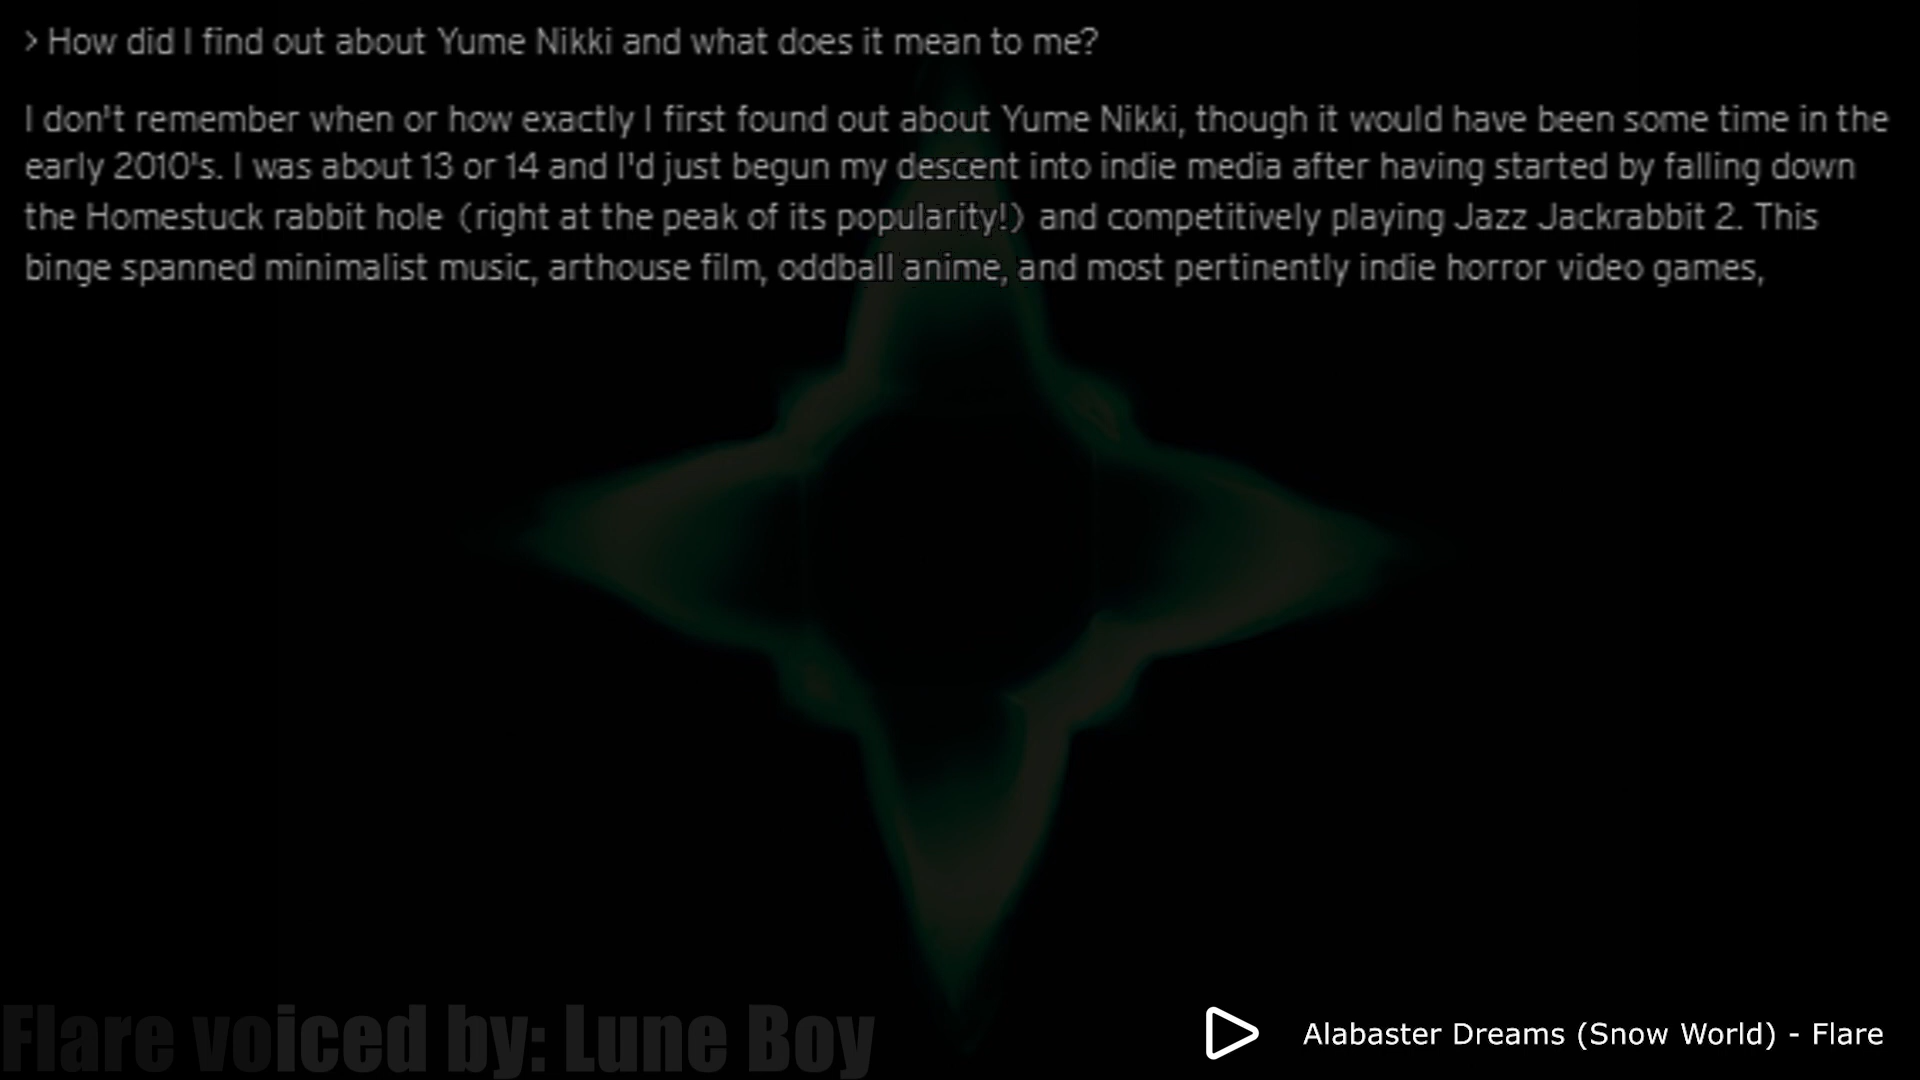 > How did I find out about Yume Nikki and what does it mean to me?
I don't remember when or how exactly I first found out about Yume Nikki, though it would have been some time in the
early 2010's. I was about 13 or 14 and I'd just begun my descent into indie media after having started by falling down
the Homestuck rabbit hole (right at the peak of its popularity!) and competitively playing Jazz Jackrabbit 2. This
binge spanned minimalist music, arthouse film, oddball anime, and most pertinently indie horror video games,
Flare voiced by: Lune Boy
Alabaster Dreams (Snow World) - Flare